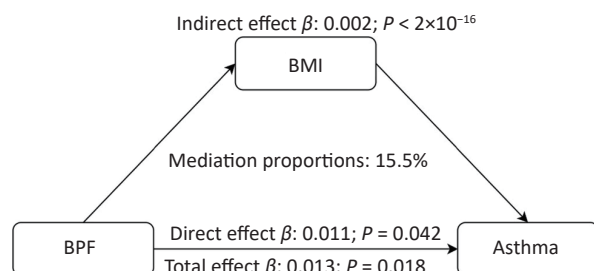 Indirect effect β: 0.002; P < 2×10⁻¹⁶
BMI
Mediation proportions: 15.5%
Direct effect β: 0.011; P = 0.042
BPF
Asthma
Total effect β: 0.013; P = 0.018